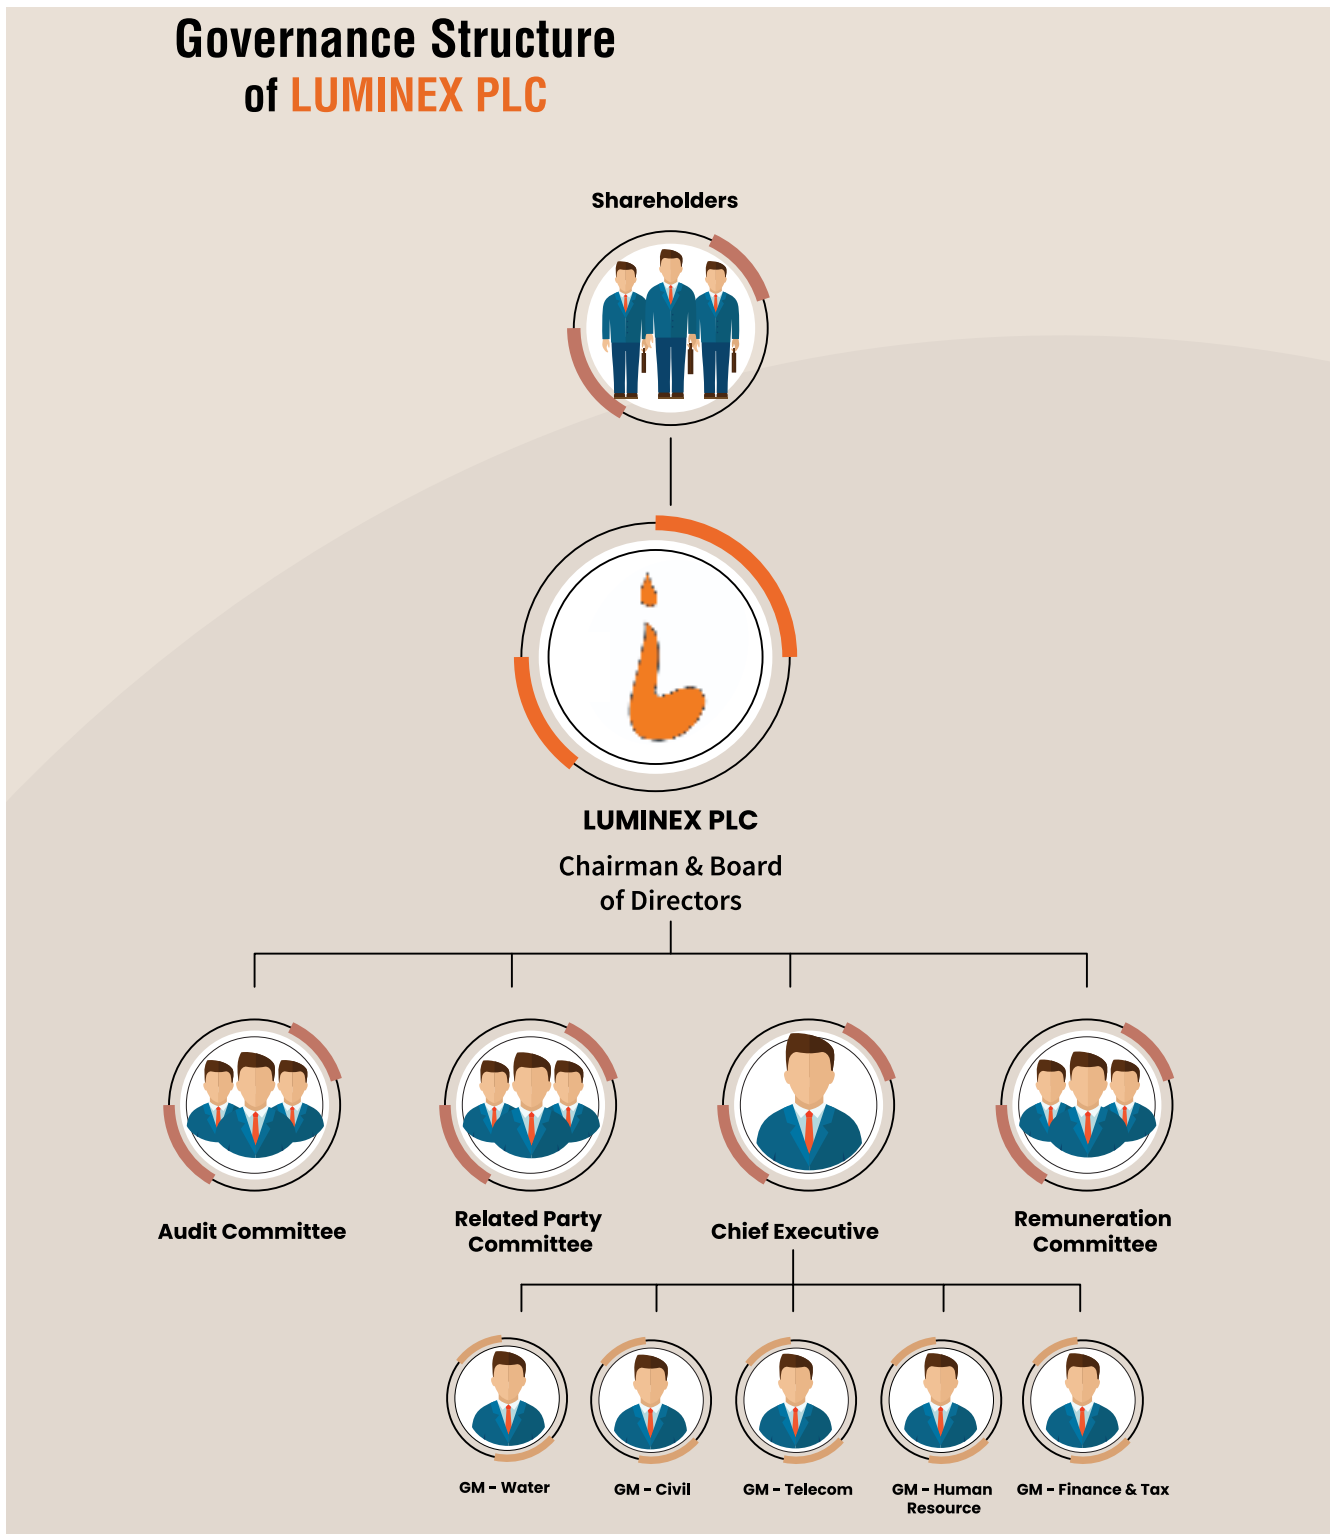 Governance Structure
of LUMINEX PLC
Shareholders
LUMINEX PLC
Chairman & Board
of Directors
Audit Committee
Related Party
Committee
Chief Executive
Remuneration
Committee
GM - Water
GM - Civil
GM - Telecom
GM - Human
Resource
GM - Finance & Tax